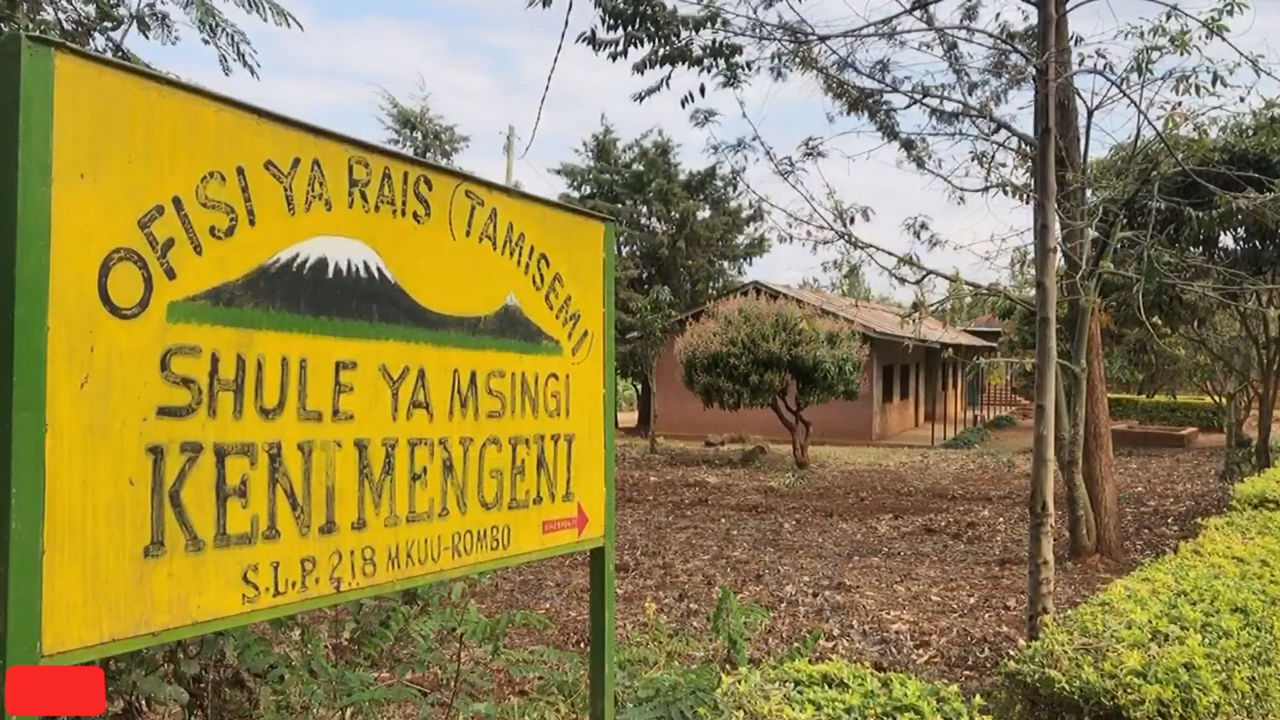 OFISI YA RAIS (TAMISEMI)
SHULE YA MSINGI
KENI MENGENI
S.L.P. 218 MKUU-ROMBO